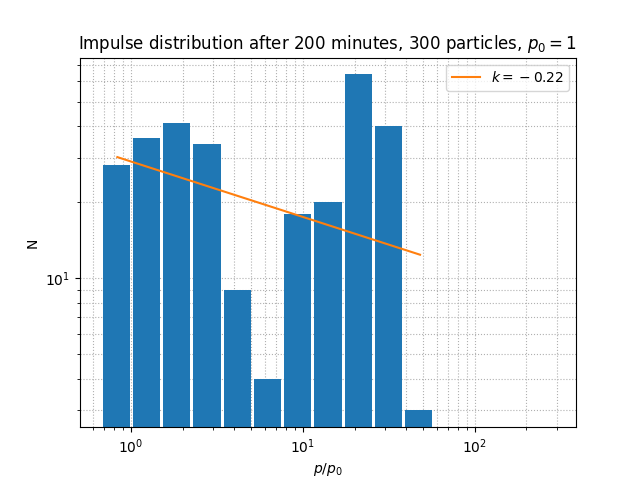 Impulse distribution after 200 minutes, 300 particles, $p_0 = 1$
$k = -0.22$
N
$10^1$
$10^0$ $10^1$ $10^2$
$p/p_0$